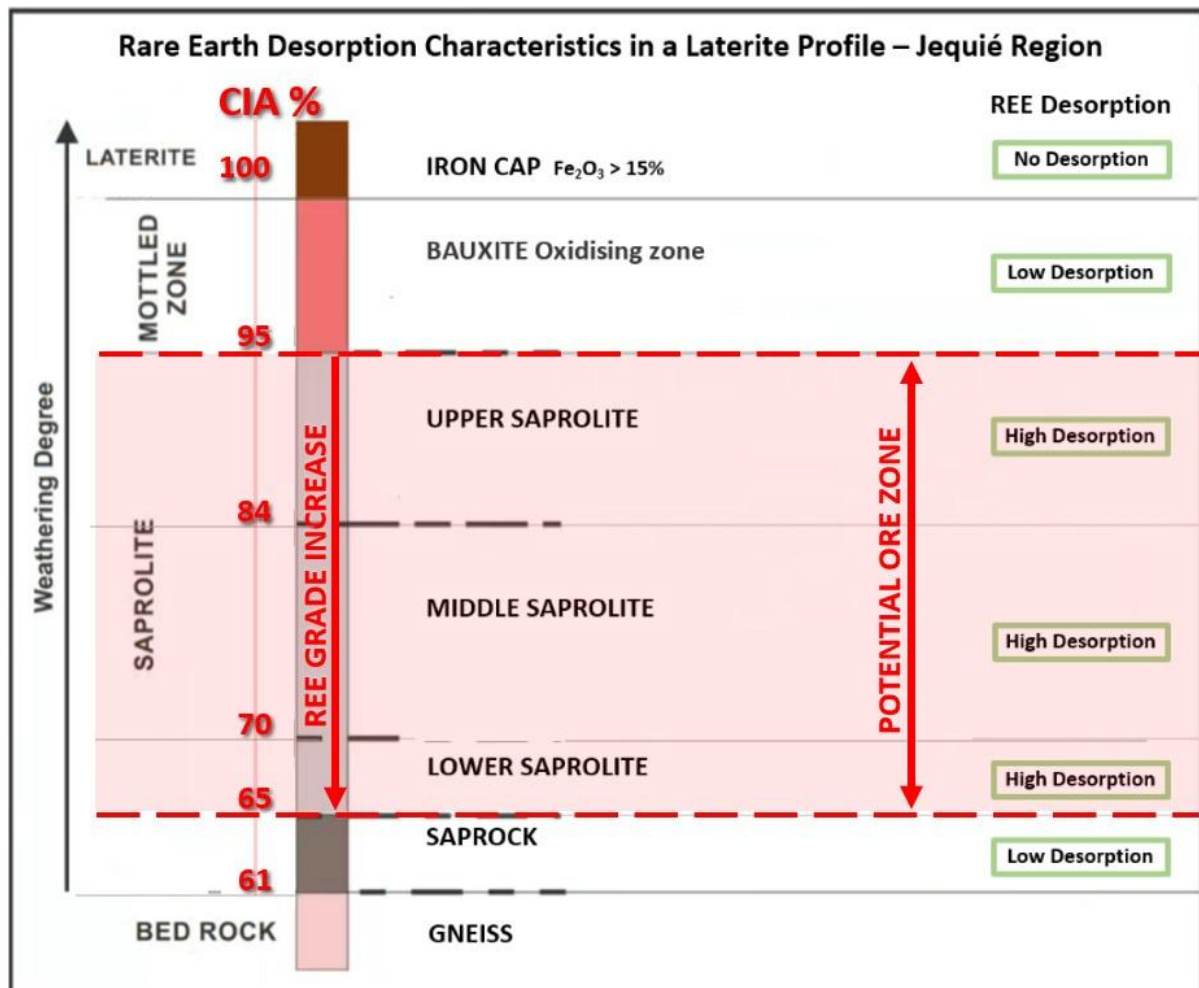 Rare Earth Desorption Characteristics in a Laterite Profile – Jequié Region
CIA %
REE Desorption
LATERITE
100
IRON CAP Fe₂O₃ > 15%
No Desorption
MOTTLED
ZONE
BAUXITE Oxidising zone
Low Desorption
95
Weathering Degree
SAPROLITE
REE GRADE INCREASE
POTENTIAL ORE ZONE
UPPER SAPROLITE
High Desorption
84
MIDDLE SAPROLITE
High Desorption
70
LOWER SAPROLITE
High Desorption
65
SAPROCK
Low Desorption
61
BED ROCK
GNEISS